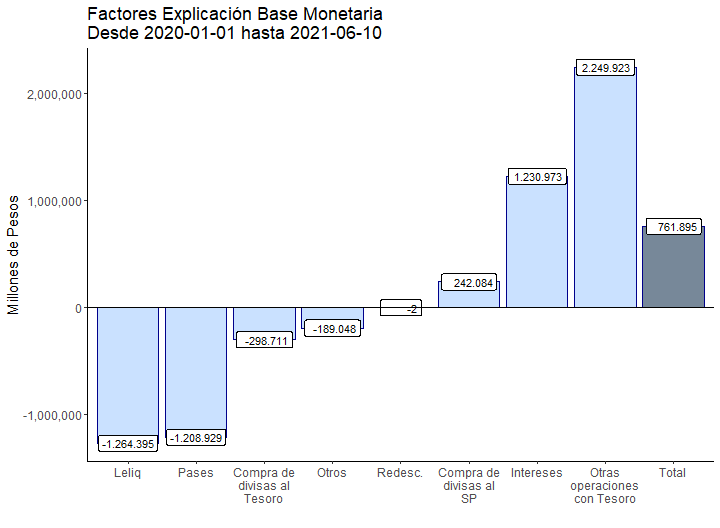 Factores Explicación Base Monetaria
Desde 2020-01-01 hasta 2021-06-10
Millones de Pesos
2,000,000
1,000,000
0
-1,000,000
-1.264.395
-1.208.929
-298.711
-189.048
-2
242.084
1.230.973
2.249.923
761.895
Leliq
Pases
Compra de
divisas al
Tesoro
Otros
Redesc.
Compra de
divisas al
SP
Intereses
Otras
operaciones
con Tesoro
Total